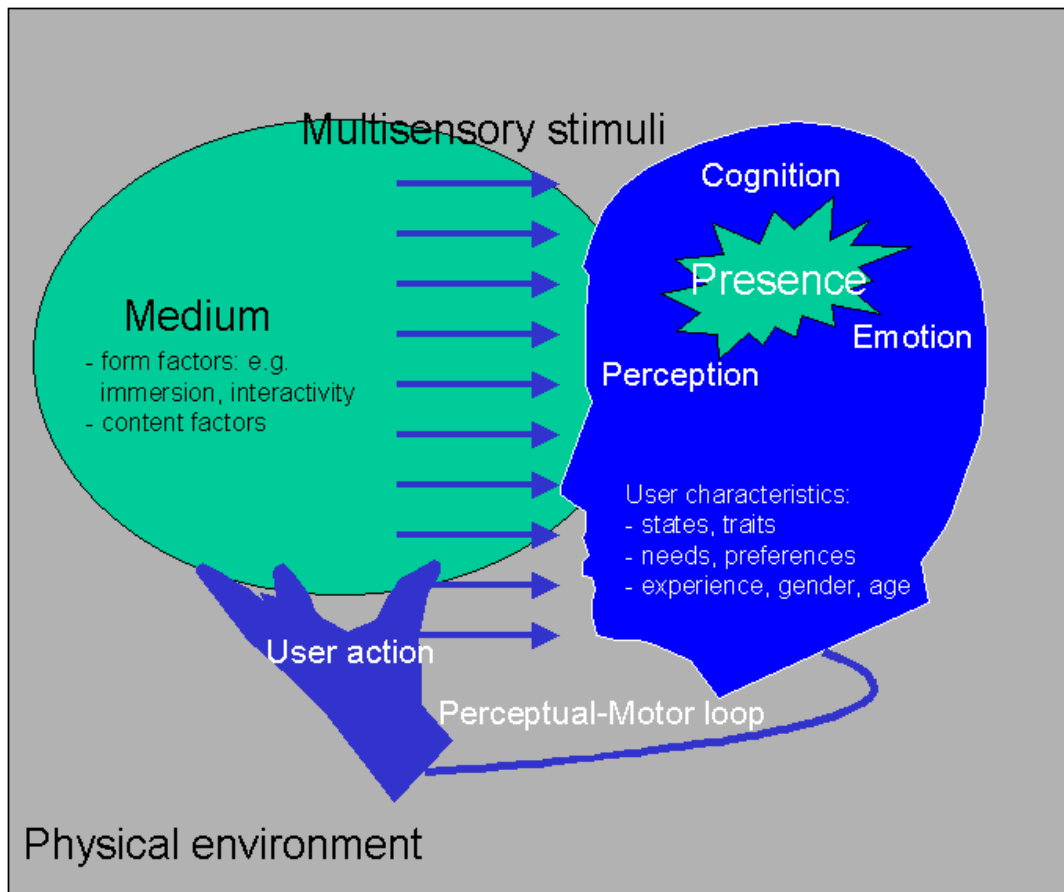 Multisensory stimuli
Cognition
Presence
Emotion
Perception
Medium
- form factors: e.g.
immersion, interactivity
- content factors
User characteristics:
- states, traits
- needs, preferences
- experience, gender, age
User action
Perceptual-Motor loop
Physical environment